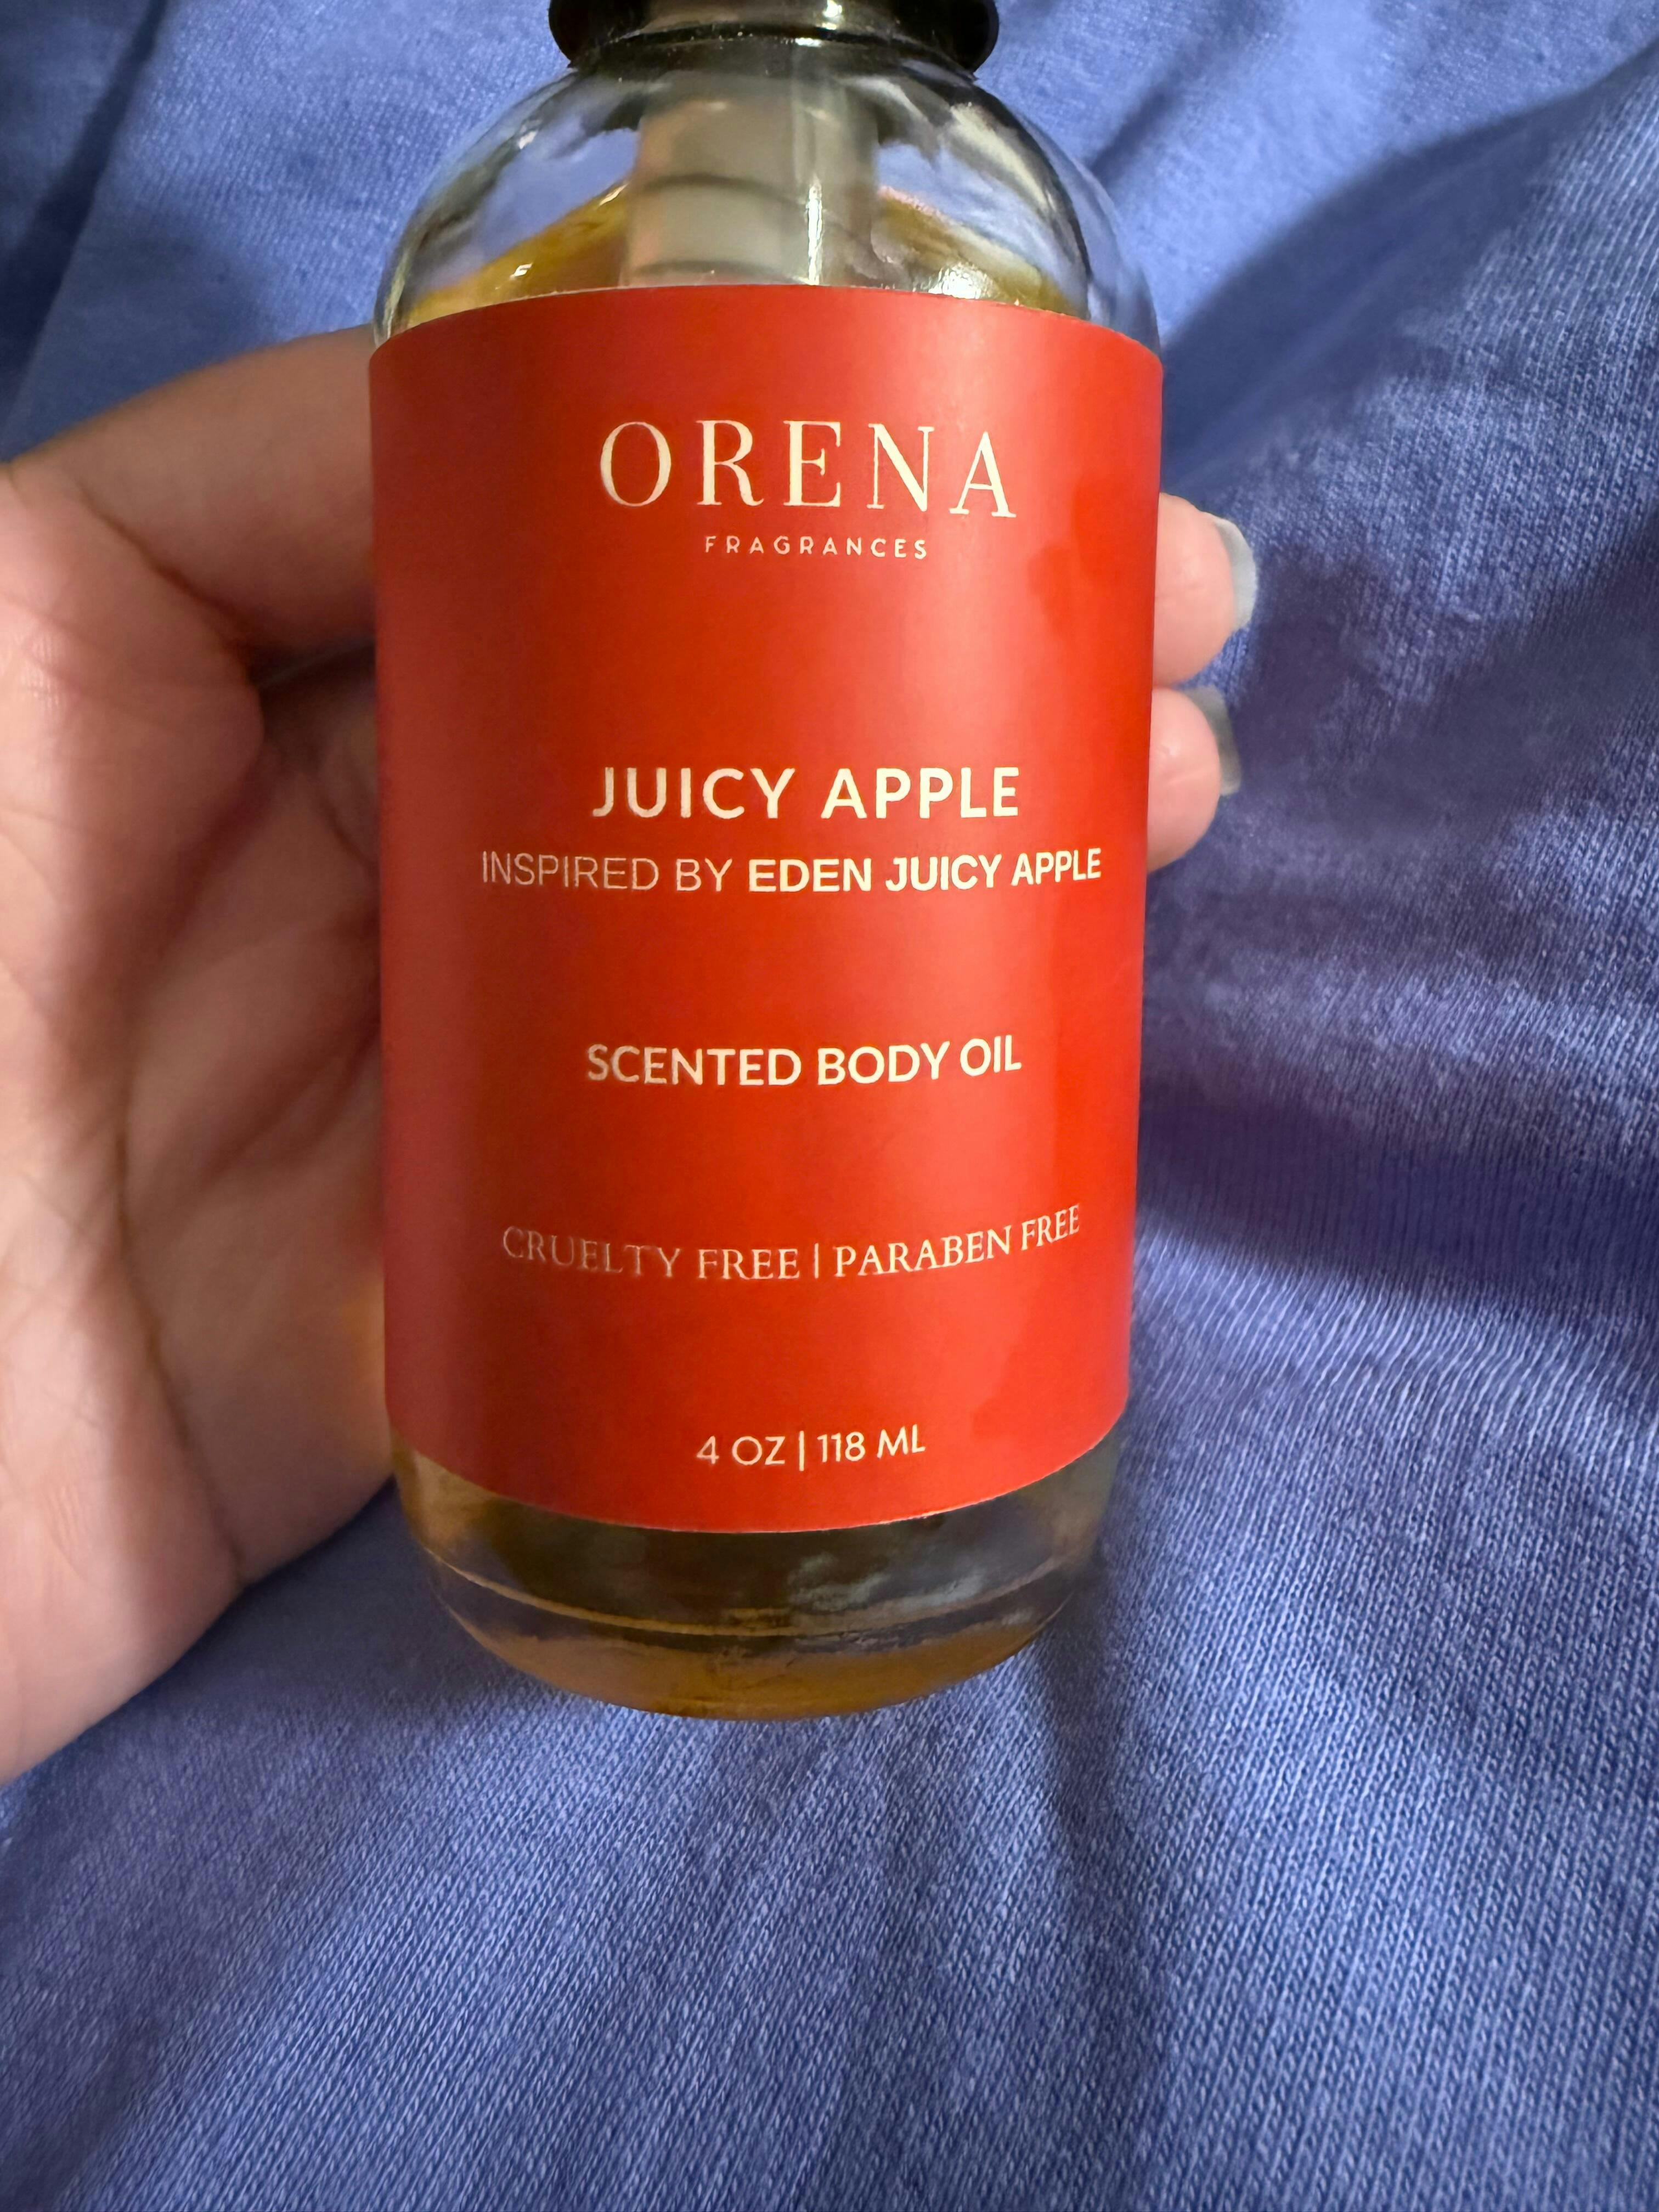 ORENA
FRAGRANCES
JUICY APPLE
INSPIRED BY EDEN JUICY APPLE
SCENTED BODY OIL
CRUELTY FREE | PARABEN FREE
4 OZ | 118 ML